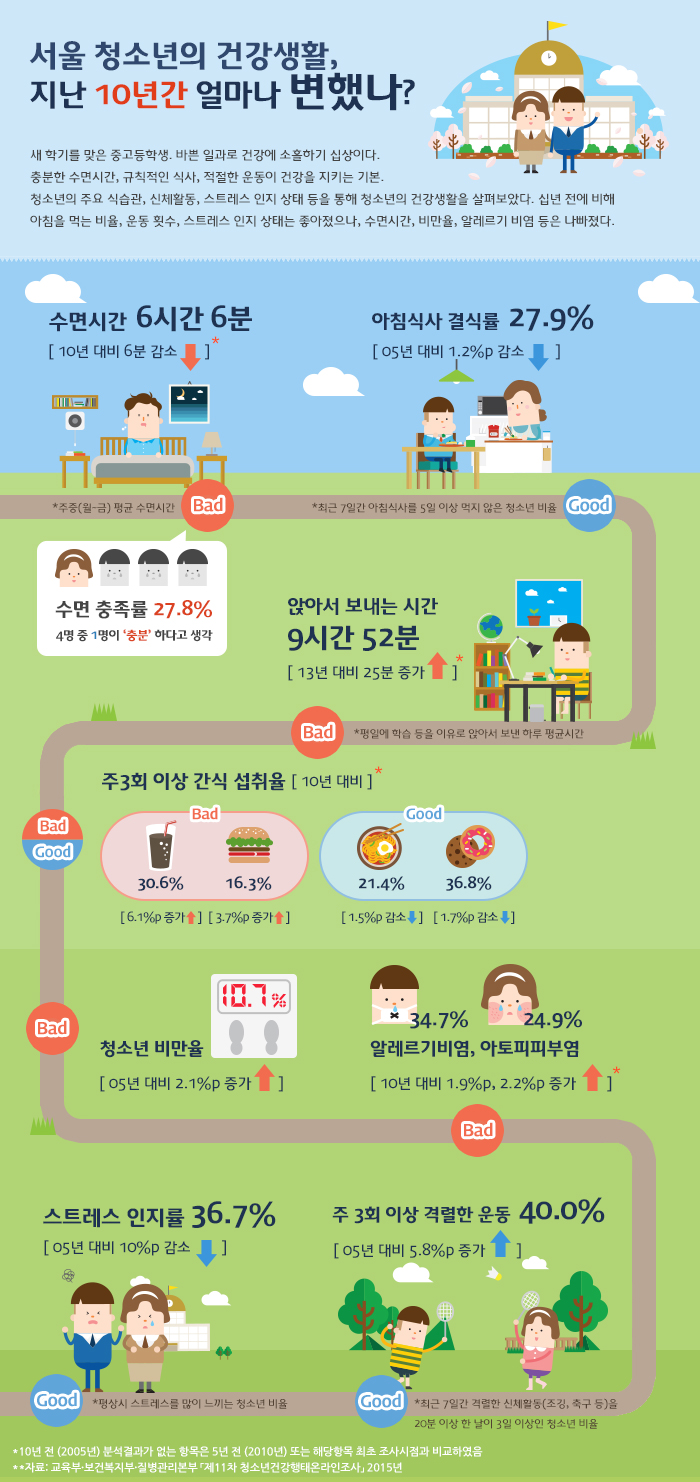 서울 청소년의 건강생활,
지난 10년간 얼마나 변했나?
새 학기를 맞은 중고등학생. 바쁜 일과로 건강에 소홀하기 십상이다.
충분한 수면시간, 규칙적인 식사, 적절한 운동이 건강을 지키는 기본.
청소년의 주요 식습관, 신체활동, 스트레스 인지 상태 등을 통해 청소년의 건강생활을 살펴보았다. 십년 전에 비해
아침을 먹는 비율, 운동 횟수, 스트레스 인지 상태는 좋아졌으나, 수면시간, 비만율, 알레르기 비염 등은 나빠졌다.
수면시간 6시간 6분
[ 10년 대비 6분 감소 ]*
아침식사 결식률 27.9%
[ 05년 대비 1.2%p 감소 ]
*주중(월-금) 평균 수면시간
Bad
*최근 7일간 아침식사를 5일 이상 먹지 않은 청소년 비율
Good
수면 충족률 27.8%
4명 중 1명이 '충분' 하다고 생각
앉아서 보내는 시간
9시간 52분
[ 13년 대비 25분 증가 ]*
Bad
*평일에 학습 등을 이유로 앉아서 보낸 하루 평균시간
주3회 이상 간식 섭취율 [ 10년 대비 ]*
Bad
Good
Bad
30.6%
16.3%
[ 6.1%p 증가 ] [ 3.7%p 증가 ]
Good
21.4%
36.8%
[ 1.5%p 감소 ] [ 1.7%p 감소 ]
Bad
10.7%
청소년 비만율
[ 05년 대비 2.1%p 증가 ]
34.7%
24.9%
알레르기비염, 아토피피부염
[ 10년 대비 1.9%p, 2.2%p 증가 ]*
Bad
스트레스 인지률 36.7%
[ 05년 대비 10%p 감소 ]
주 3회 이상 격렬한 운동 40.0%
[ 05년 대비 5.8%p 증가 ]
Good
*평상시 스트레스를 많이 느끼는 청소년 비율
Good
*최근 7일간 격렬한 신체활동(조깅, 축구 등)을
20분 이상 한 날이 3일 이상인 청소년 비율
*10년 전 (2005년) 분석결과가 없는 항목은 5년 전 (2010년) 또는 해당항목 최초 조사시점과 비교하였음
**자료: 교육부·보건복지부·질병관리본부 「제11차 청소년건강행태온라인조사」 2015년